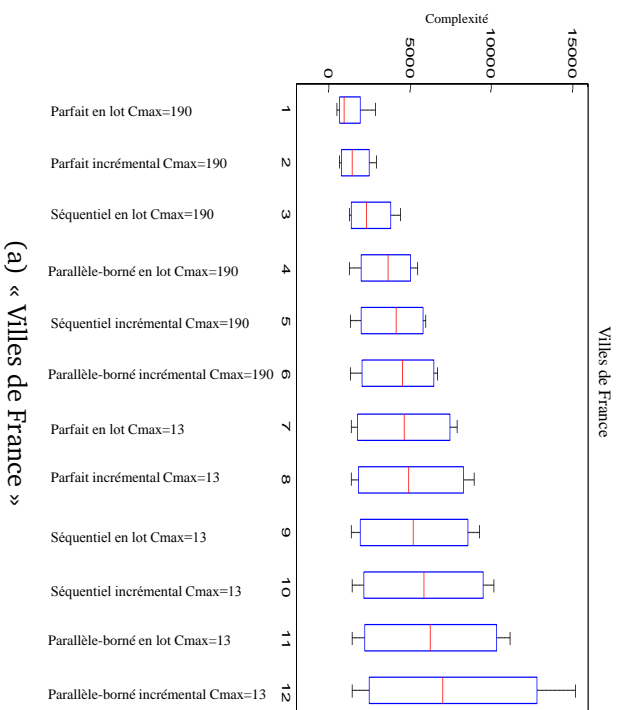 Complexité
0
5000
10000
15000
Villes de France
Parfait en lot Cmax=190
1
Parfait incrémental Cmax=190
2
Séquentiel en lot Cmax=190
3
Parallèle-borné en lot Cmax=190
4
Séquentiel incrémental Cmax=190
5
Parallèle-borné incrémental Cmax=190
6
Parfait en lot Cmax=13
7
Parfait incrémental Cmax=13
8
Séquentiel en lot Cmax=13
9
Séquentiel incrémental Cmax=13
10
Parallèle-borné en lot Cmax=13
11
Parallèle-borné incrémental Cmax=13
12
(a) « Villes de France »